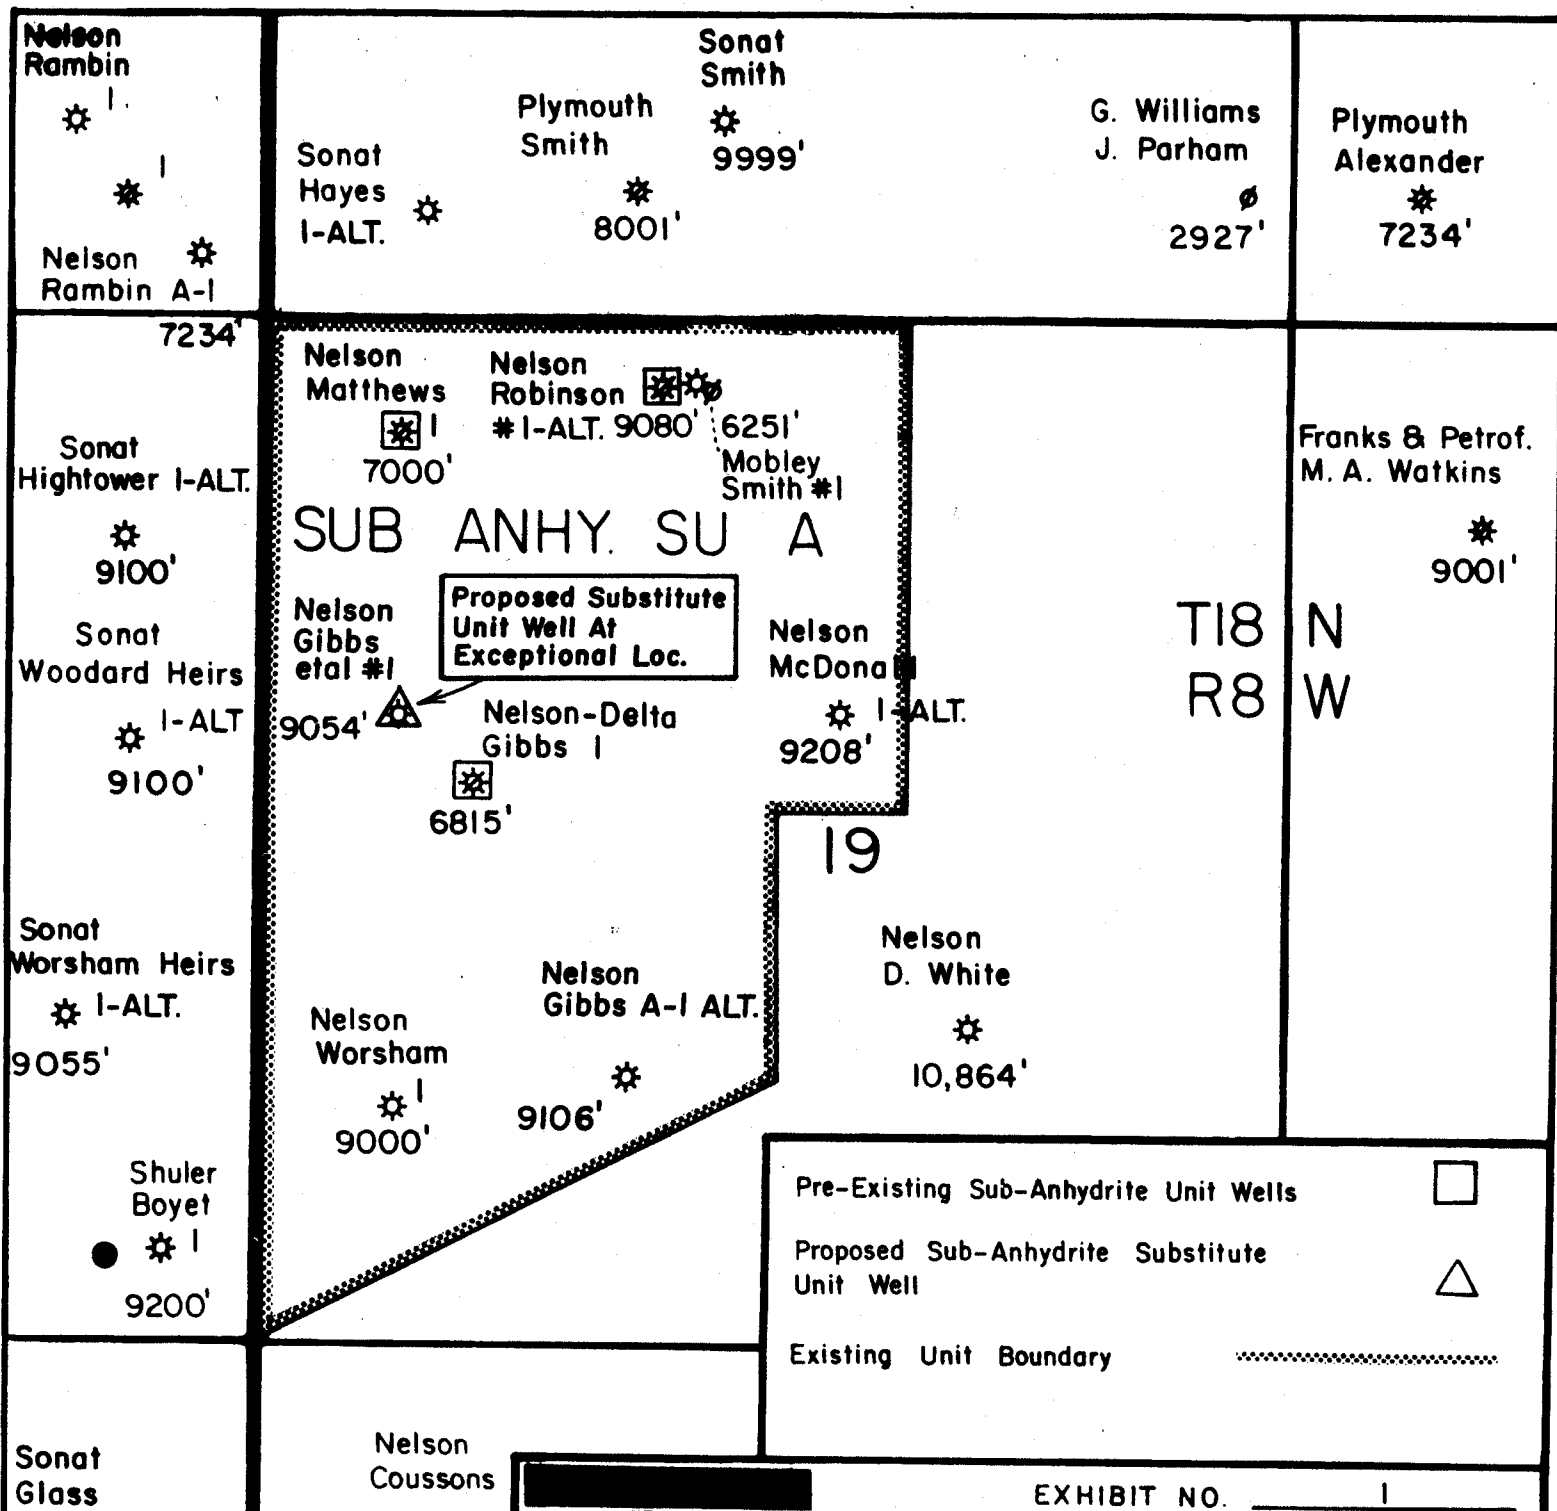 Nelson
Rambin
1
1
Nelson
Rambin A-1
7234'
Sonat
Hayes
1-ALT.
Plymouth
Smith
8001'
Sonat
Smith
9999'
G. Williams
J. Parham
2927'
Plymouth
Alexander
7234'
Nelson
Matthews
1
7000'
Nelson
Robinson
#1-ALT. 9080'
6251'
Mobley
Smith #1
Sonat
Hightower 1-ALT.
9100'
Franks & Petrof.
M. A. Watkins
9001'
SUB ANHY. SU A
Nelson
Gibbs
etal #1
9054'
Proposed Substitute
Unit Well At
Exceptional Loc.
Nelson
McDonald
1-ALT.
9208'
T18 N
R8 W
Sonat
Woodard Heirs
1-ALT
9100'
Nelson-Delta
Gibbs 1
6815'
19
Sonat
Worsham Heirs
1-ALT.
9055'
Nelson
Worsham
1
9000'
Nelson
Gibbs A-1 ALT.
9106'
Nelson
D. White
10,864'
Shuler
Boyet
1
9200'
Pre-Existing Sub-Anhydrite Unit Wells
Proposed Sub-Anhydrite Substitute
Unit Well
Existing Unit Boundary
Sonat
Glass
Nelson
Coussons
EXHIBIT NO. 1